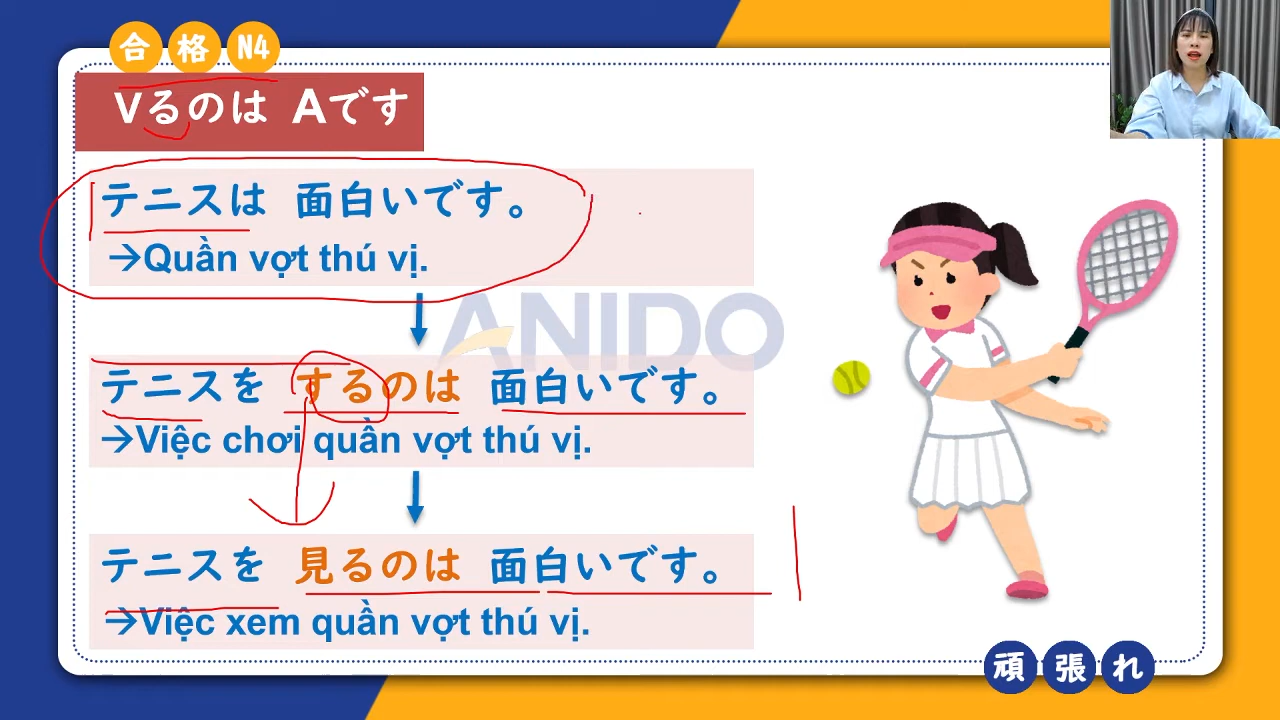 合格N4
Vるのは Aです
テニスは 面白いです。
→Quần vợt thú vị.
ANIDO
テニスを するのは 面白いです。
→Việc chơi quần vợt thú vị.
テニスを 見るのは 面白いです。
→Việc xem quần vợt thú vị.
頑張れ